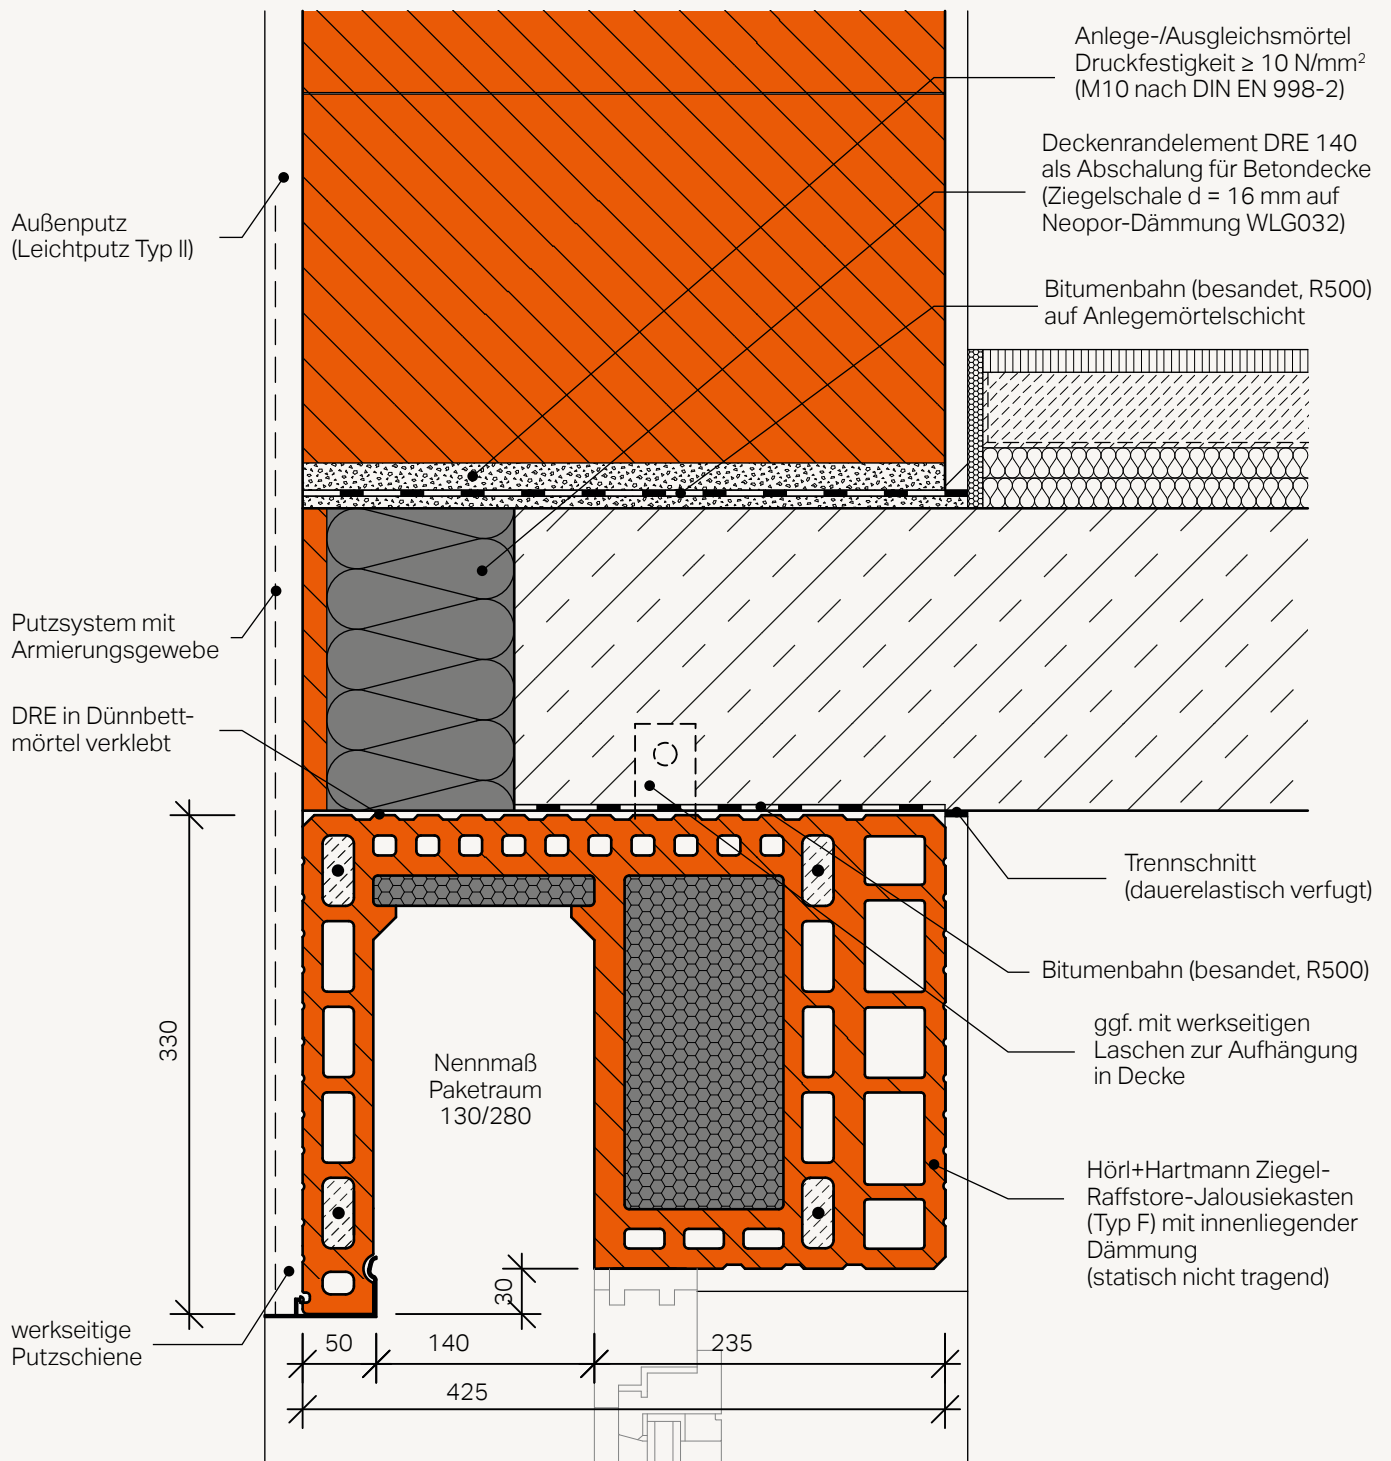 Anlege-/Ausgleichsmörtel
Druckfestigkeit ≥ 10 N/mm²
(M10 nach DIN EN 998-2)
Deckenrandelement DRE 140
als Abschalung für Betondecke
(Ziegelschale d = 16 mm auf
Neopor-Dämmung WLG032)
Außenputz
(Leichtputz Typ II)
Bitumenbahn (besandet, R500)
auf Anlegemörtelschicht
Putzsystem mit
Armierungsgewebe
DRE in Dünnbett-
mörtel verklebt
Trennschnitt
(dauerelastisch verfugt)
Bitumenbahn (besandet, R500)
ggf. mit werkseitigen
Laschen zur Aufhängung
in Decke
330
Nennmaß
Paketraum
130/280
Hörl+Hartmann Ziegel-
Raffstore-Jalousiekasten
(Typ F) mit innenliegender
Dämmung
(statisch nicht tragend)
30
werkseitige
Putzschiene
50
140
235
425